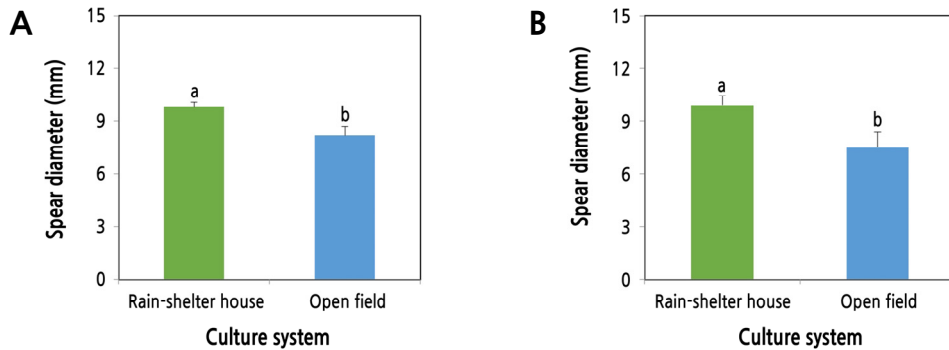 A
Spear diameter (mm)
15
12
9
6
3
0
a
b
Rain-shelter house
Open field
Culture system
B
Spear diameter (mm)
15
12
9
6
3
0
a
b
Rain-shelter house
Open field
Culture system